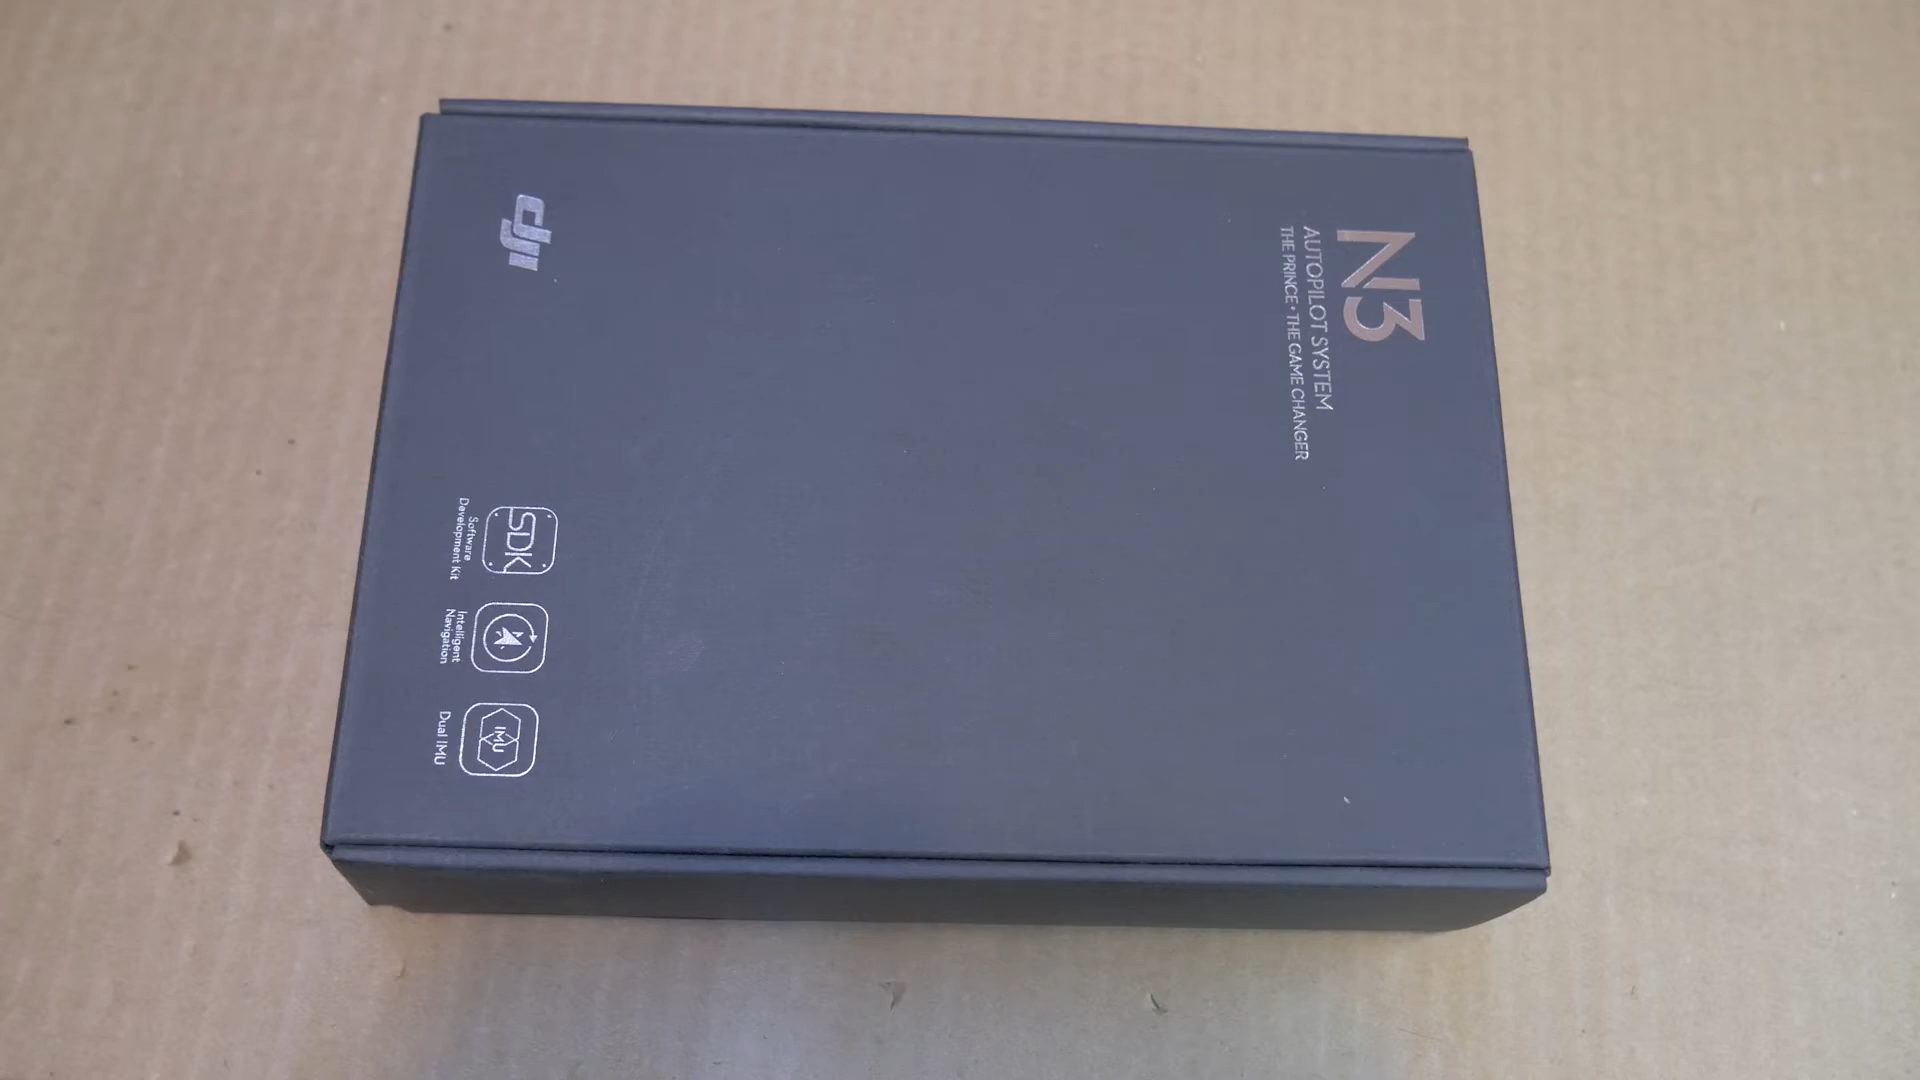 N3
AUTOPILOT SYSTEM
THE PRINCE • THE GAME CHANGER
dji
SDK
Software
Development Kit
Intelligent
Navigation
IMU
Dual IMU